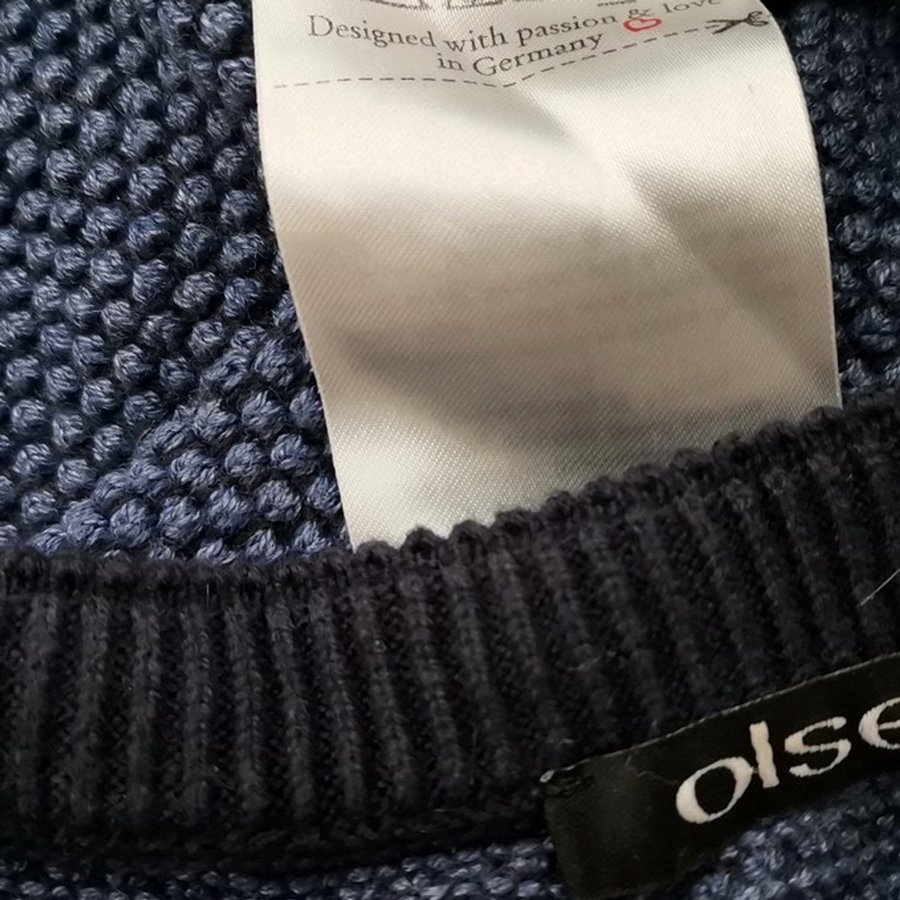 Designed with passion & love
in Germany
olse